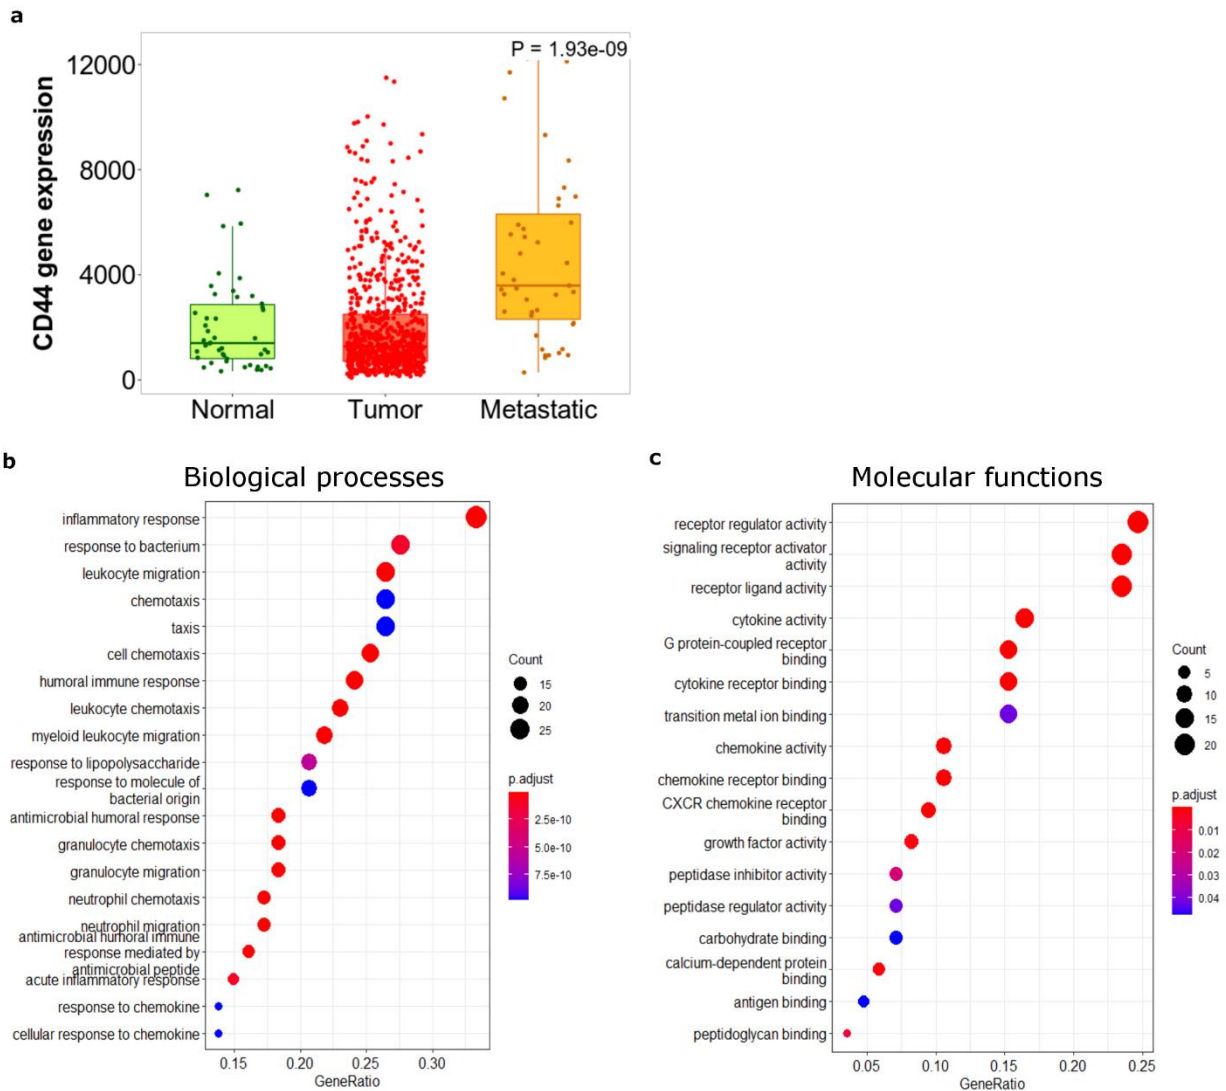 a
P = 1.93e-09
CD44 gene expression
12000
8000
4000
0
Normal
Tumor
Metastatic
b
Biological processes
inflammatory response
response to bacterium
leukocyte migration
chemotaxis
taxis
cell chemotaxis
humoral immune response
leukocyte chemotaxis
myeloid leukocyte migration
response to lipopolysaccharide
response to molecule of
bacterial origin
antimicrobial humoral response
granulocyte chemotaxis
granulocyte migration
neutrophil chemotaxis
neutrophil migration
antimicrobial humoral immune
response mediated by
antimicrobial peptide
acute inflammatory response
response to chemokine
cellular response to chemokine
0.15
0.20
0.25
0.30
GeneRatio
Count
15
20
25
p.adjust
2.5e-10
5.0e-10
7.5e-10
c
Molecular functions
receptor regulator activity
signaling receptor activator
activity
receptor ligand activity
cytokine activity
G protein-coupled receptor
binding
cytokine receptor binding
transition metal ion binding
chemokine activity
chemokine receptor binding
CXCR chemokine receptor
binding
growth factor activity
peptidase inhibitor activity
peptidase regulator activity
carbohydrate binding
calcium-dependent protein
binding
antigen binding
peptidoglycan binding
0.05
0.10
0.15
0.20
0.25
GeneRatio
Count
5
10
15
20
p.adjust
0.01
0.02
0.03
0.04